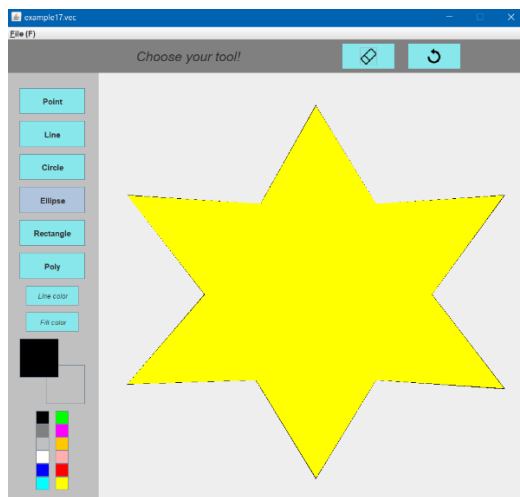 example17.vec
File (F)
Choose your tool!
Point
Line
Circle
Ellipse
Rectangle
Poly
Line color
Fill color